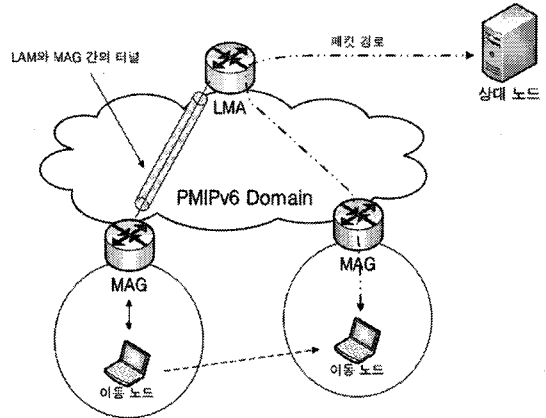 패킷 경로
LAM와 MAG 간의 터널
상대 노드
LMA
PMIPv6 Domain
MAG
MAG
이동 노드
이동 노드